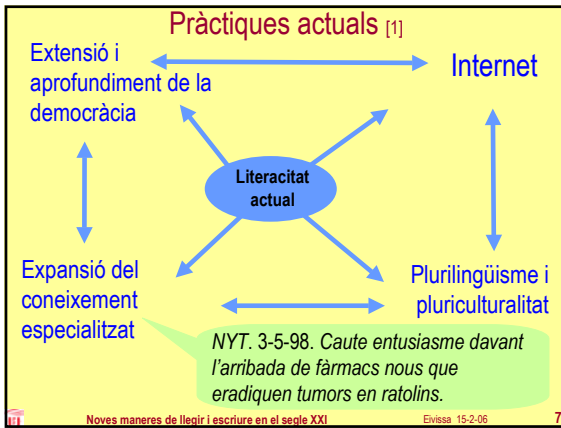 Pràctiques actuals [1]
Extensió i
aprofundiment de la
democràcia
Internet
Literacitat
actual
Expansió del
coneixement
especialitzat
Plurilingüisme i
pluriculturalitat
NYT. 3-5-98. Caute entusiasme davant
l'arribada de fàrmacs nous que
eradiquen tumors en ratolins.
Noves maneres de llegir i escriure en el segle XXI Eivissa 15-2-06 7